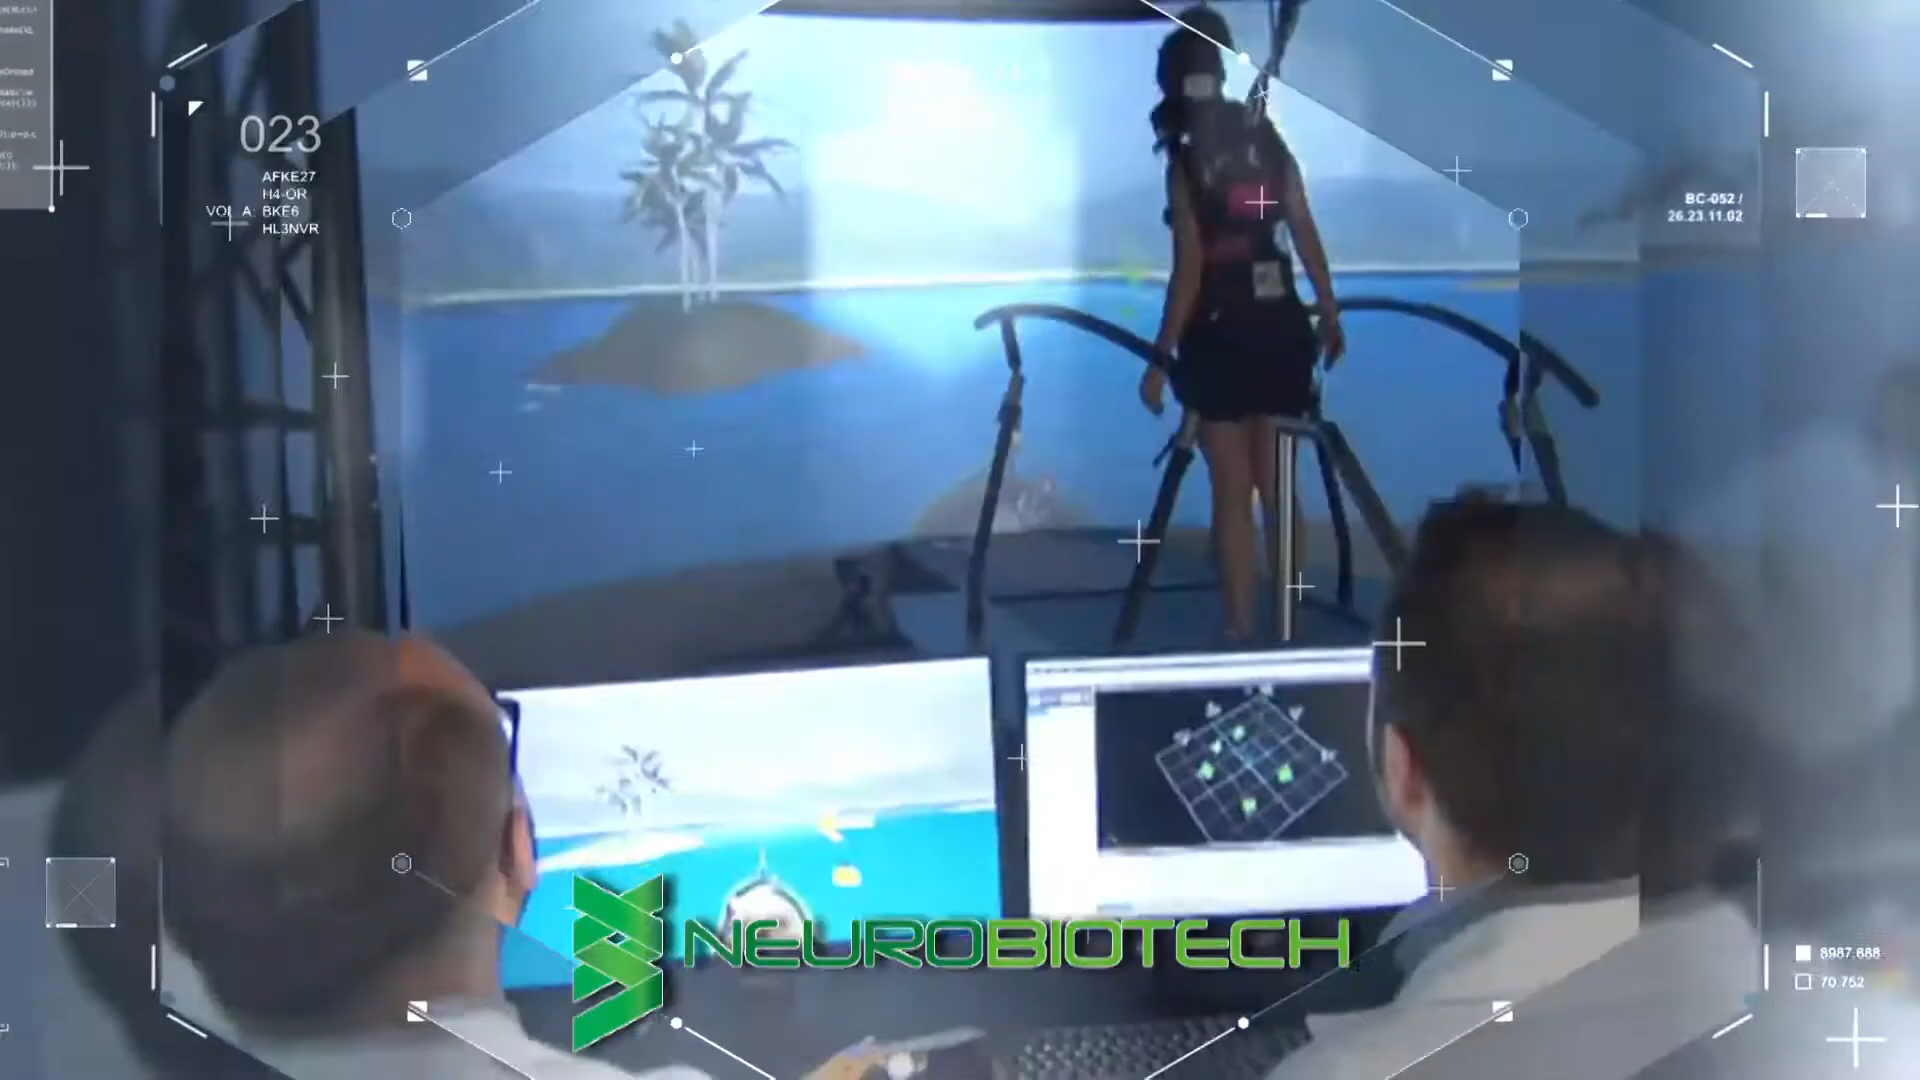 023
AFKE27
H4-OR
VOL A: BKE6
HL3NVR
BC-052 /
26.23.11.02
NEUROBIOTECH
8987.688
70.752